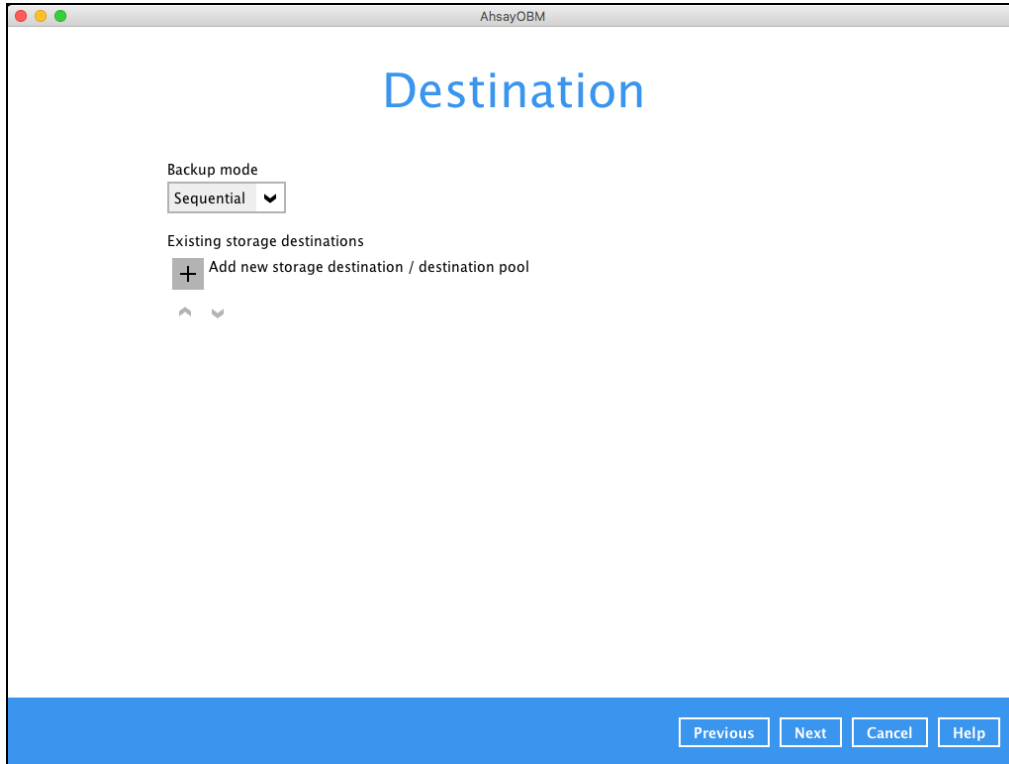 AhsayOBM
Destination
Backup mode
Sequential
Existing storage destinations
Add new storage destination / destination pool
Previous Next Cancel Help